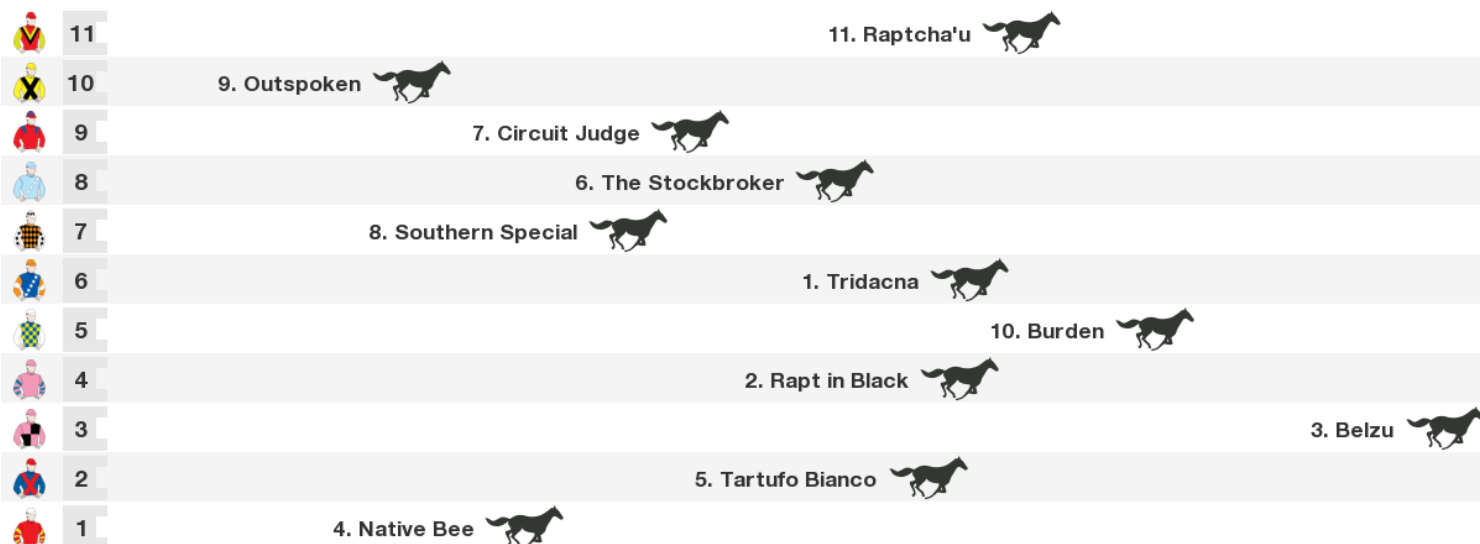 11 11. Raptcha'u
10 9. Outspoken
9 7. Circuit Judge
8 6. The Stockbroker
7 8. Southern Special
6 1. Tridacna
5 10. Burden
4 2. Rapt in Black
3 3. Belzu
2 5. Tartufo Bianco
1 4. Native Bee